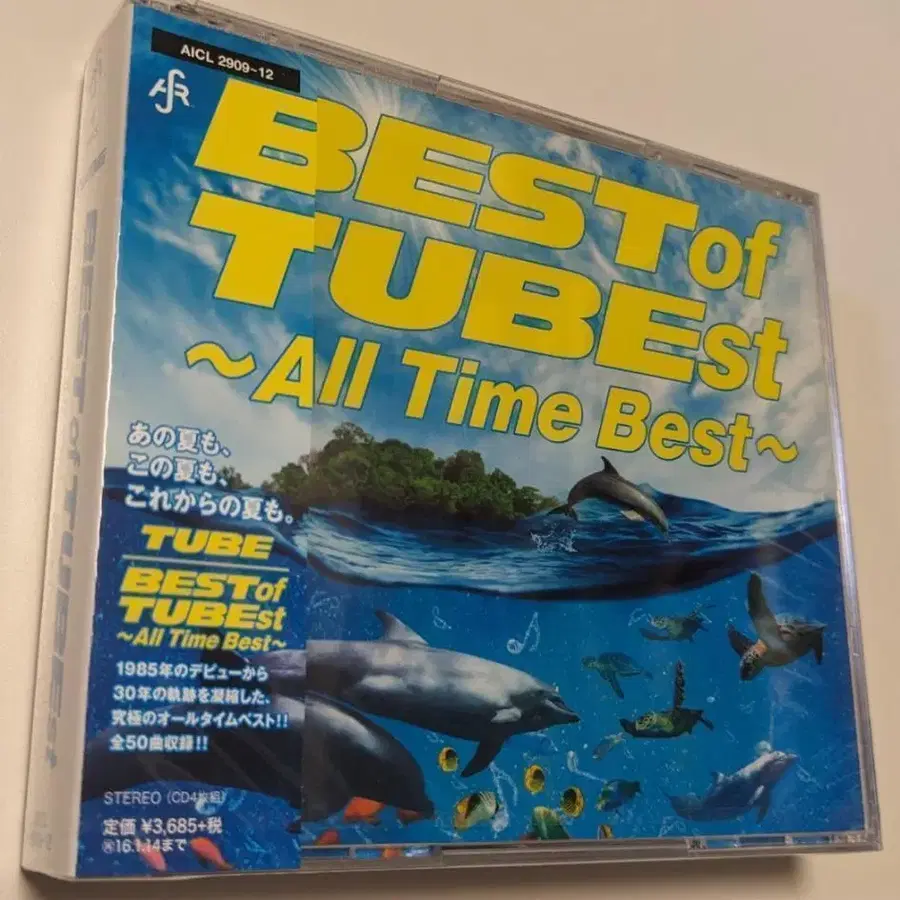 AICL 2909~12
BEST of
TUBEst
～All Time Best～
あの夏も、
この夏も、
これからの夏も。
TUBE
BEST of
TUBEst
～All Time Best～
1985年のデビューから
30年の軌跡を凝縮した、
究極のオールタイムベスト!!
全50曲収録!!
STEREO (CD4枚組)
定価 ¥3,685+税
16.1.14まで
BEST of TUBEst